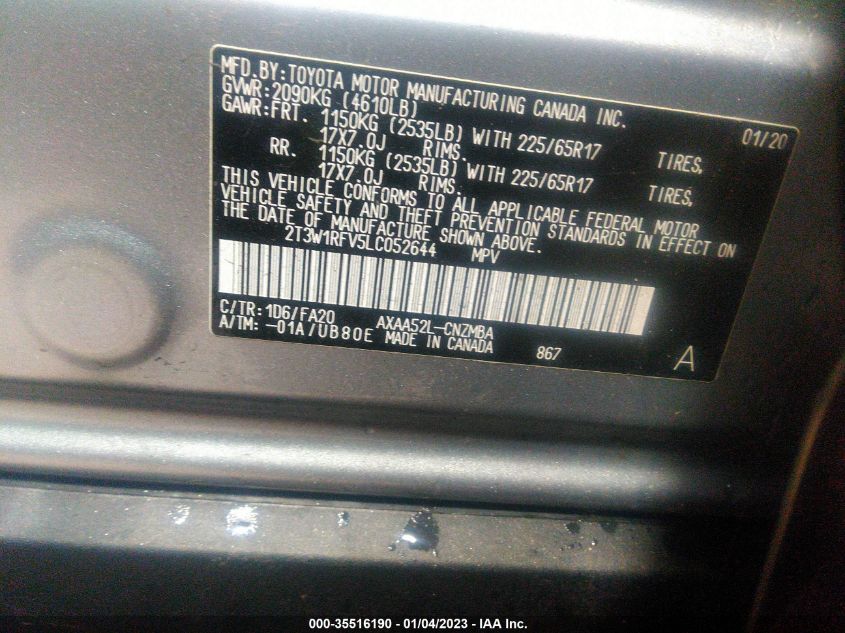 MFD.BY:TOYOTA MOTOR MANUFACTURING CANADA INC.
GVWR:2090KG (4610LB) 01/20
GAWR:FRT. 1150KG (2535LB) WITH 225/65R17 TIRES,
17X7.0J RIMS.
RR. 1150KG (2535LB) WITH 225/65R17 TIRES,
17X7.0J RIMS.
THIS VEHICLE CONFORMS TO ALL APPLICABLE FEDERAL MOTOR
VEHICLE SAFETY AND THEFT PREVENTION STANDARDS IN EFFECT ON
THE DATE OF MANUFACTURE SHOWN ABOVE.
2T3W1RFV5LC052644 MPV
C/TR:1D6/FA20 AXAA52L-CNZMBA
A/TM:-01A/UB80E MADE IN CANADA 867 A
000-35516190 - 01/04/2023 - IAA Inc.